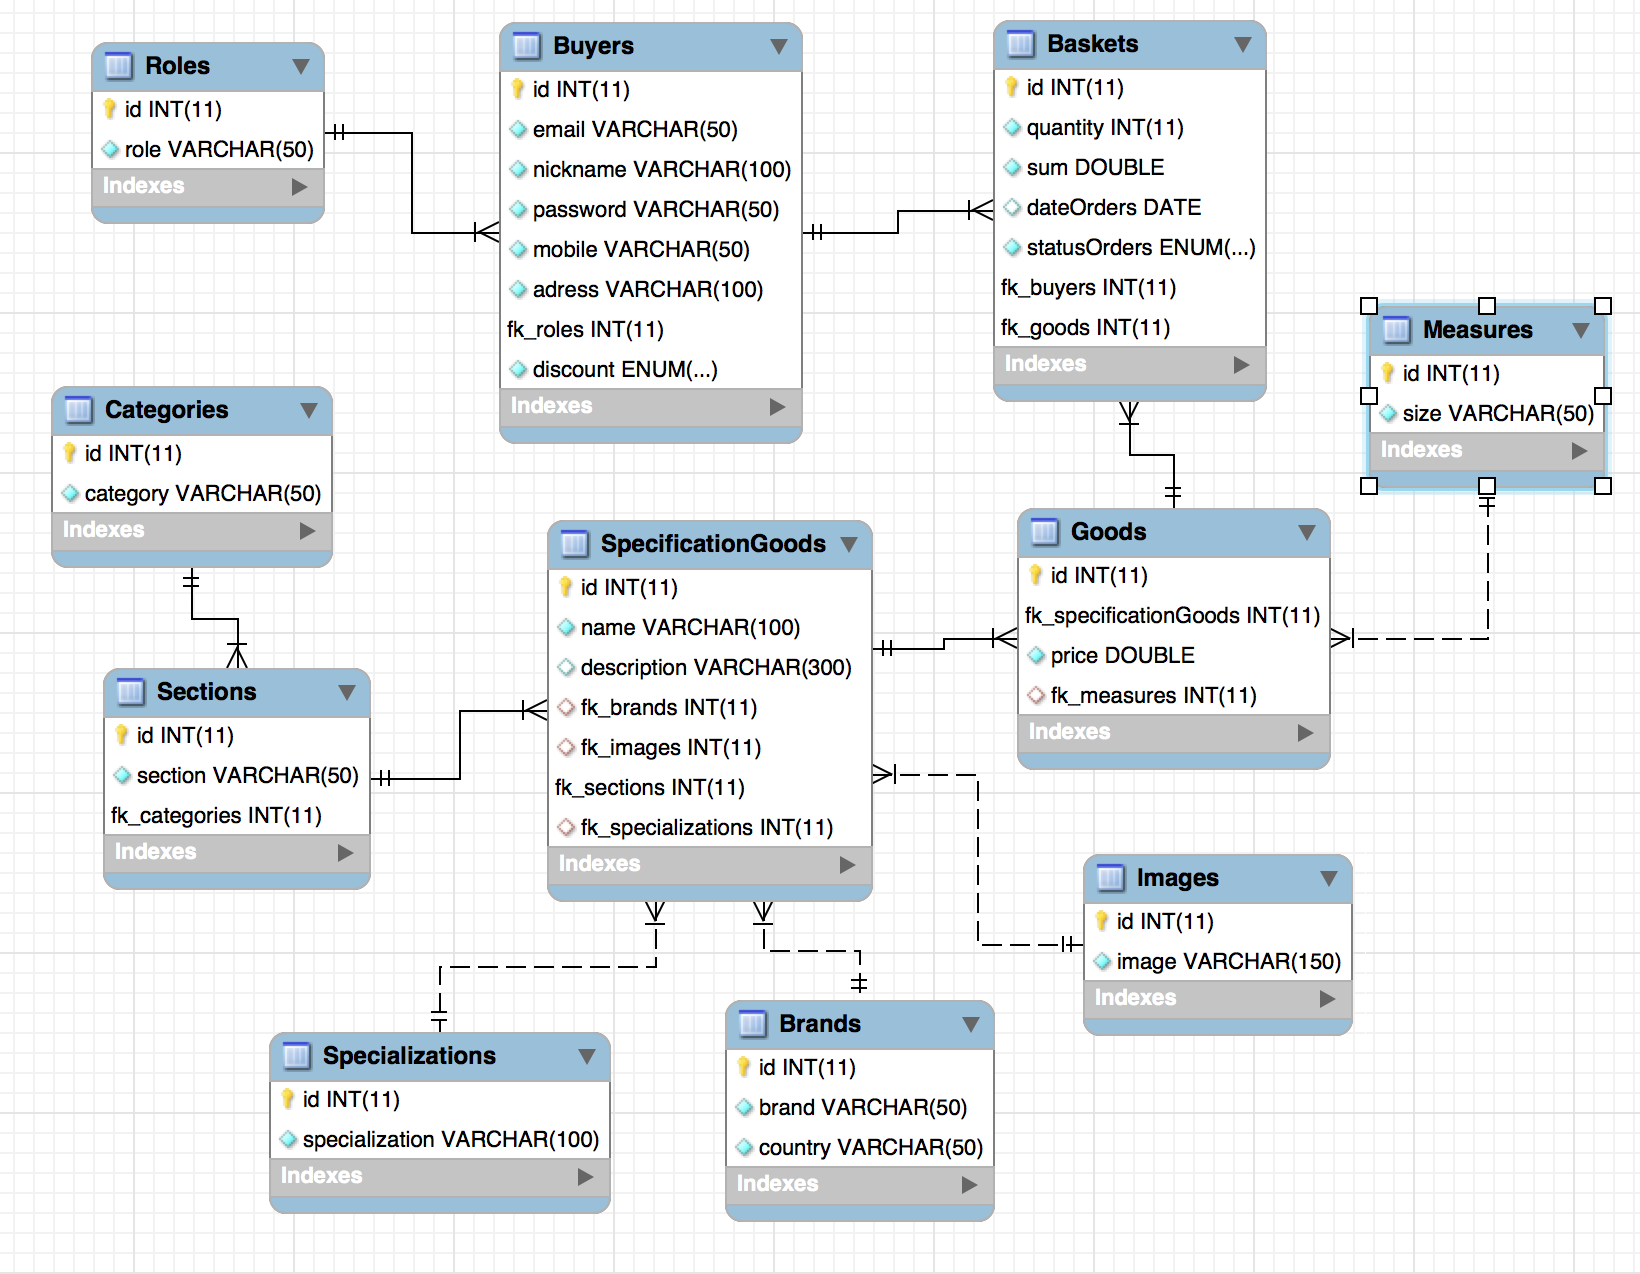 Roles
id INT(11)
role VARCHAR(50)
Indexes
Buyers
id INT(11)
email VARCHAR(50)
nickname VARCHAR(100)
password VARCHAR(50)
mobile VARCHAR(50)
adress VARCHAR(100)
fk_roles INT(11)
discount ENUM(...)
Indexes
Baskets
id INT(11)
quantity INT(11)
sum DOUBLE
dateOrders DATE
statusOrders ENUM(...)
fk_buyers INT(11)
fk_goods INT(11)
Indexes
Measures
id INT(11)
size VARCHAR(50)
Indexes
Categories
id INT(11)
category VARCHAR(50)
Indexes
SpecificationGoods
id INT(11)
name VARCHAR(100)
description VARCHAR(300)
fk_brands INT(11)
fk_images INT(11)
fk_sections INT(11)
fk_specializations INT(11)
Indexes
Goods
id INT(11)
fk_specificationGoods INT(11)
price DOUBLE
fk_measures INT(11)
Indexes
Sections
id INT(11)
section VARCHAR(50)
fk_categories INT(11)
Indexes
Images
id INT(11)
image VARCHAR(150)
Indexes
Specializations
id INT(11)
specialization VARCHAR(100)
Indexes
Brands
id INT(11)
brand VARCHAR(50)
country VARCHAR(50)
Indexes